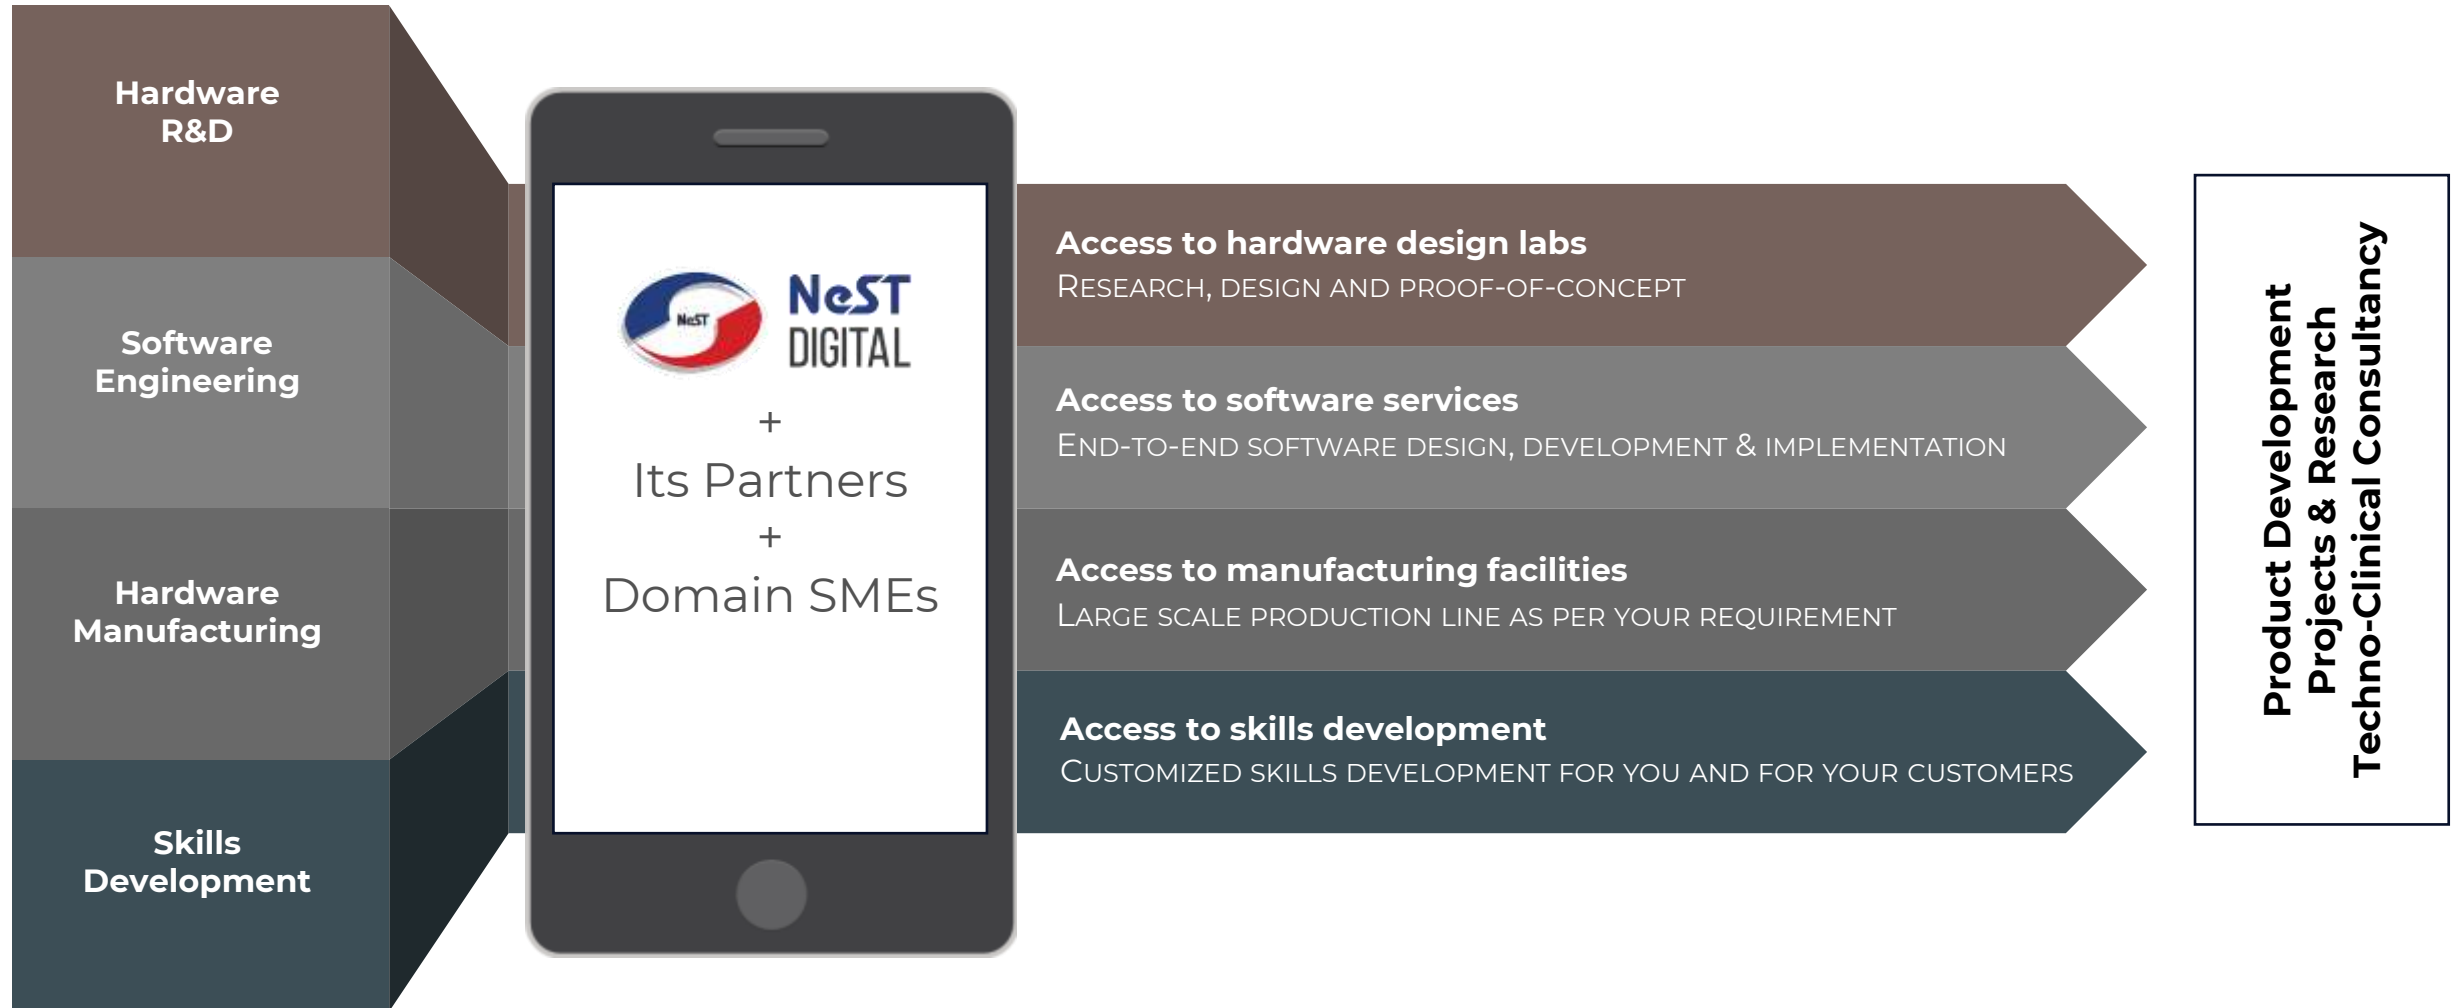 Hardware
R&D
Software
Engineering
Hardware
Manufacturing
Skills
Development
NeST
NeST
DIGITAL
+
Its Partners
+
Domain SMEs
Access to hardware design labs
RESEARCH, DESIGN AND PROOF-OF-CONCEPT
Access to software services
END-TO-END SOFTWARE DESIGN, DEVELOPMENT & IMPLEMENTATION
Access to manufacturing facilities
LARGE SCALE PRODUCTION LINE AS PER YOUR REQUIREMENT
Access to skills development
CUSTOMIZED SKILLS DEVELOPMENT FOR YOU AND FOR YOUR CUSTOMERS
Product Development
Projects & Research
Techno-Clinical Consultancy